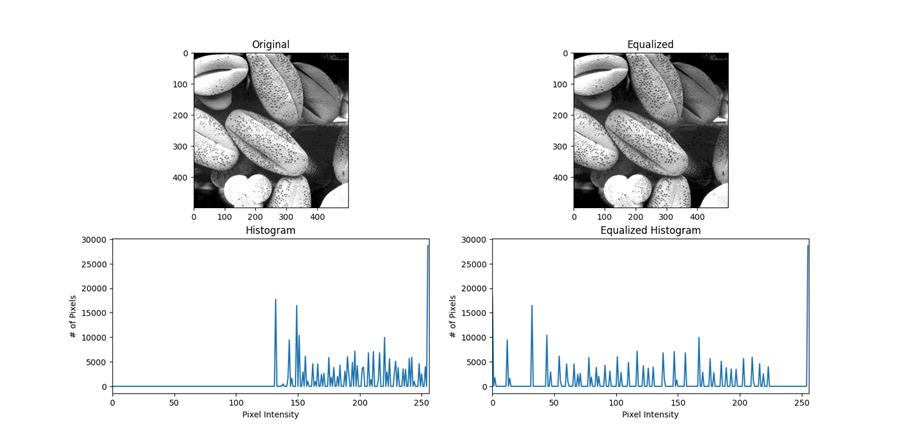 Original
Equalized
0
100
200
300
400
0 100 200 300 400
0
100
200
300
400
0 100 200 300 400
Histogram
Equalized Histogram
30000
25000
20000
15000
10000
5000
0
# of Pixels
0 50 100 150 200 250
Pixel Intensity
30000
25000
20000
15000
10000
5000
0
# of Pixels
0 50 100 150 200 250
Pixel Intensity